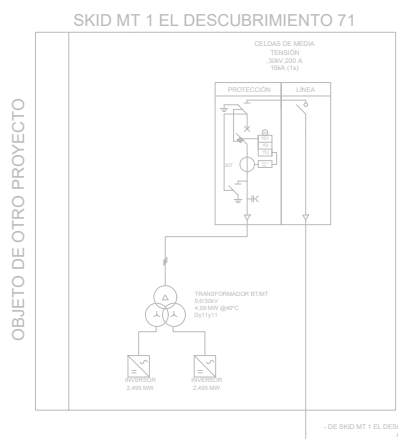 SKID MT 1 EL DESCUBRIMIENTO 71
CELDAS DE MEDIA
TENSIÓN
,30kV,200 A
16kA (1s)
PROTECCIÓN
LÍNEA
OBJETO DE OTRO PROYECTO
TRANSFORMADOR BT/MT
0,6/30kV
4,99 MW @40ºC
Dy11y11
INVERSOR
2,495 MW
INVERSOR
2,495 MW
- DE SKID MT 1 EL DES